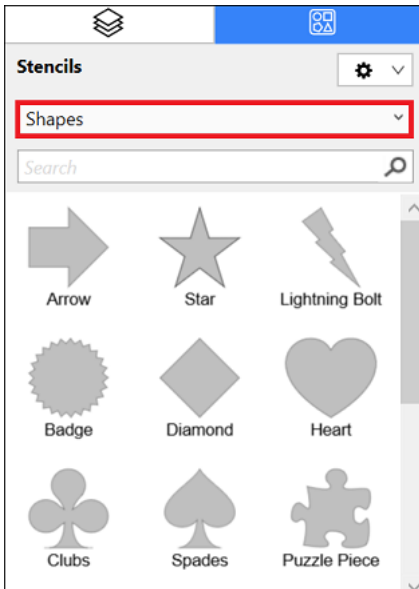 Stencils
Shapes
Search
Arrow Star Lightning Bolt
Badge Diamond Heart
Clubs Spades Puzzle Piece